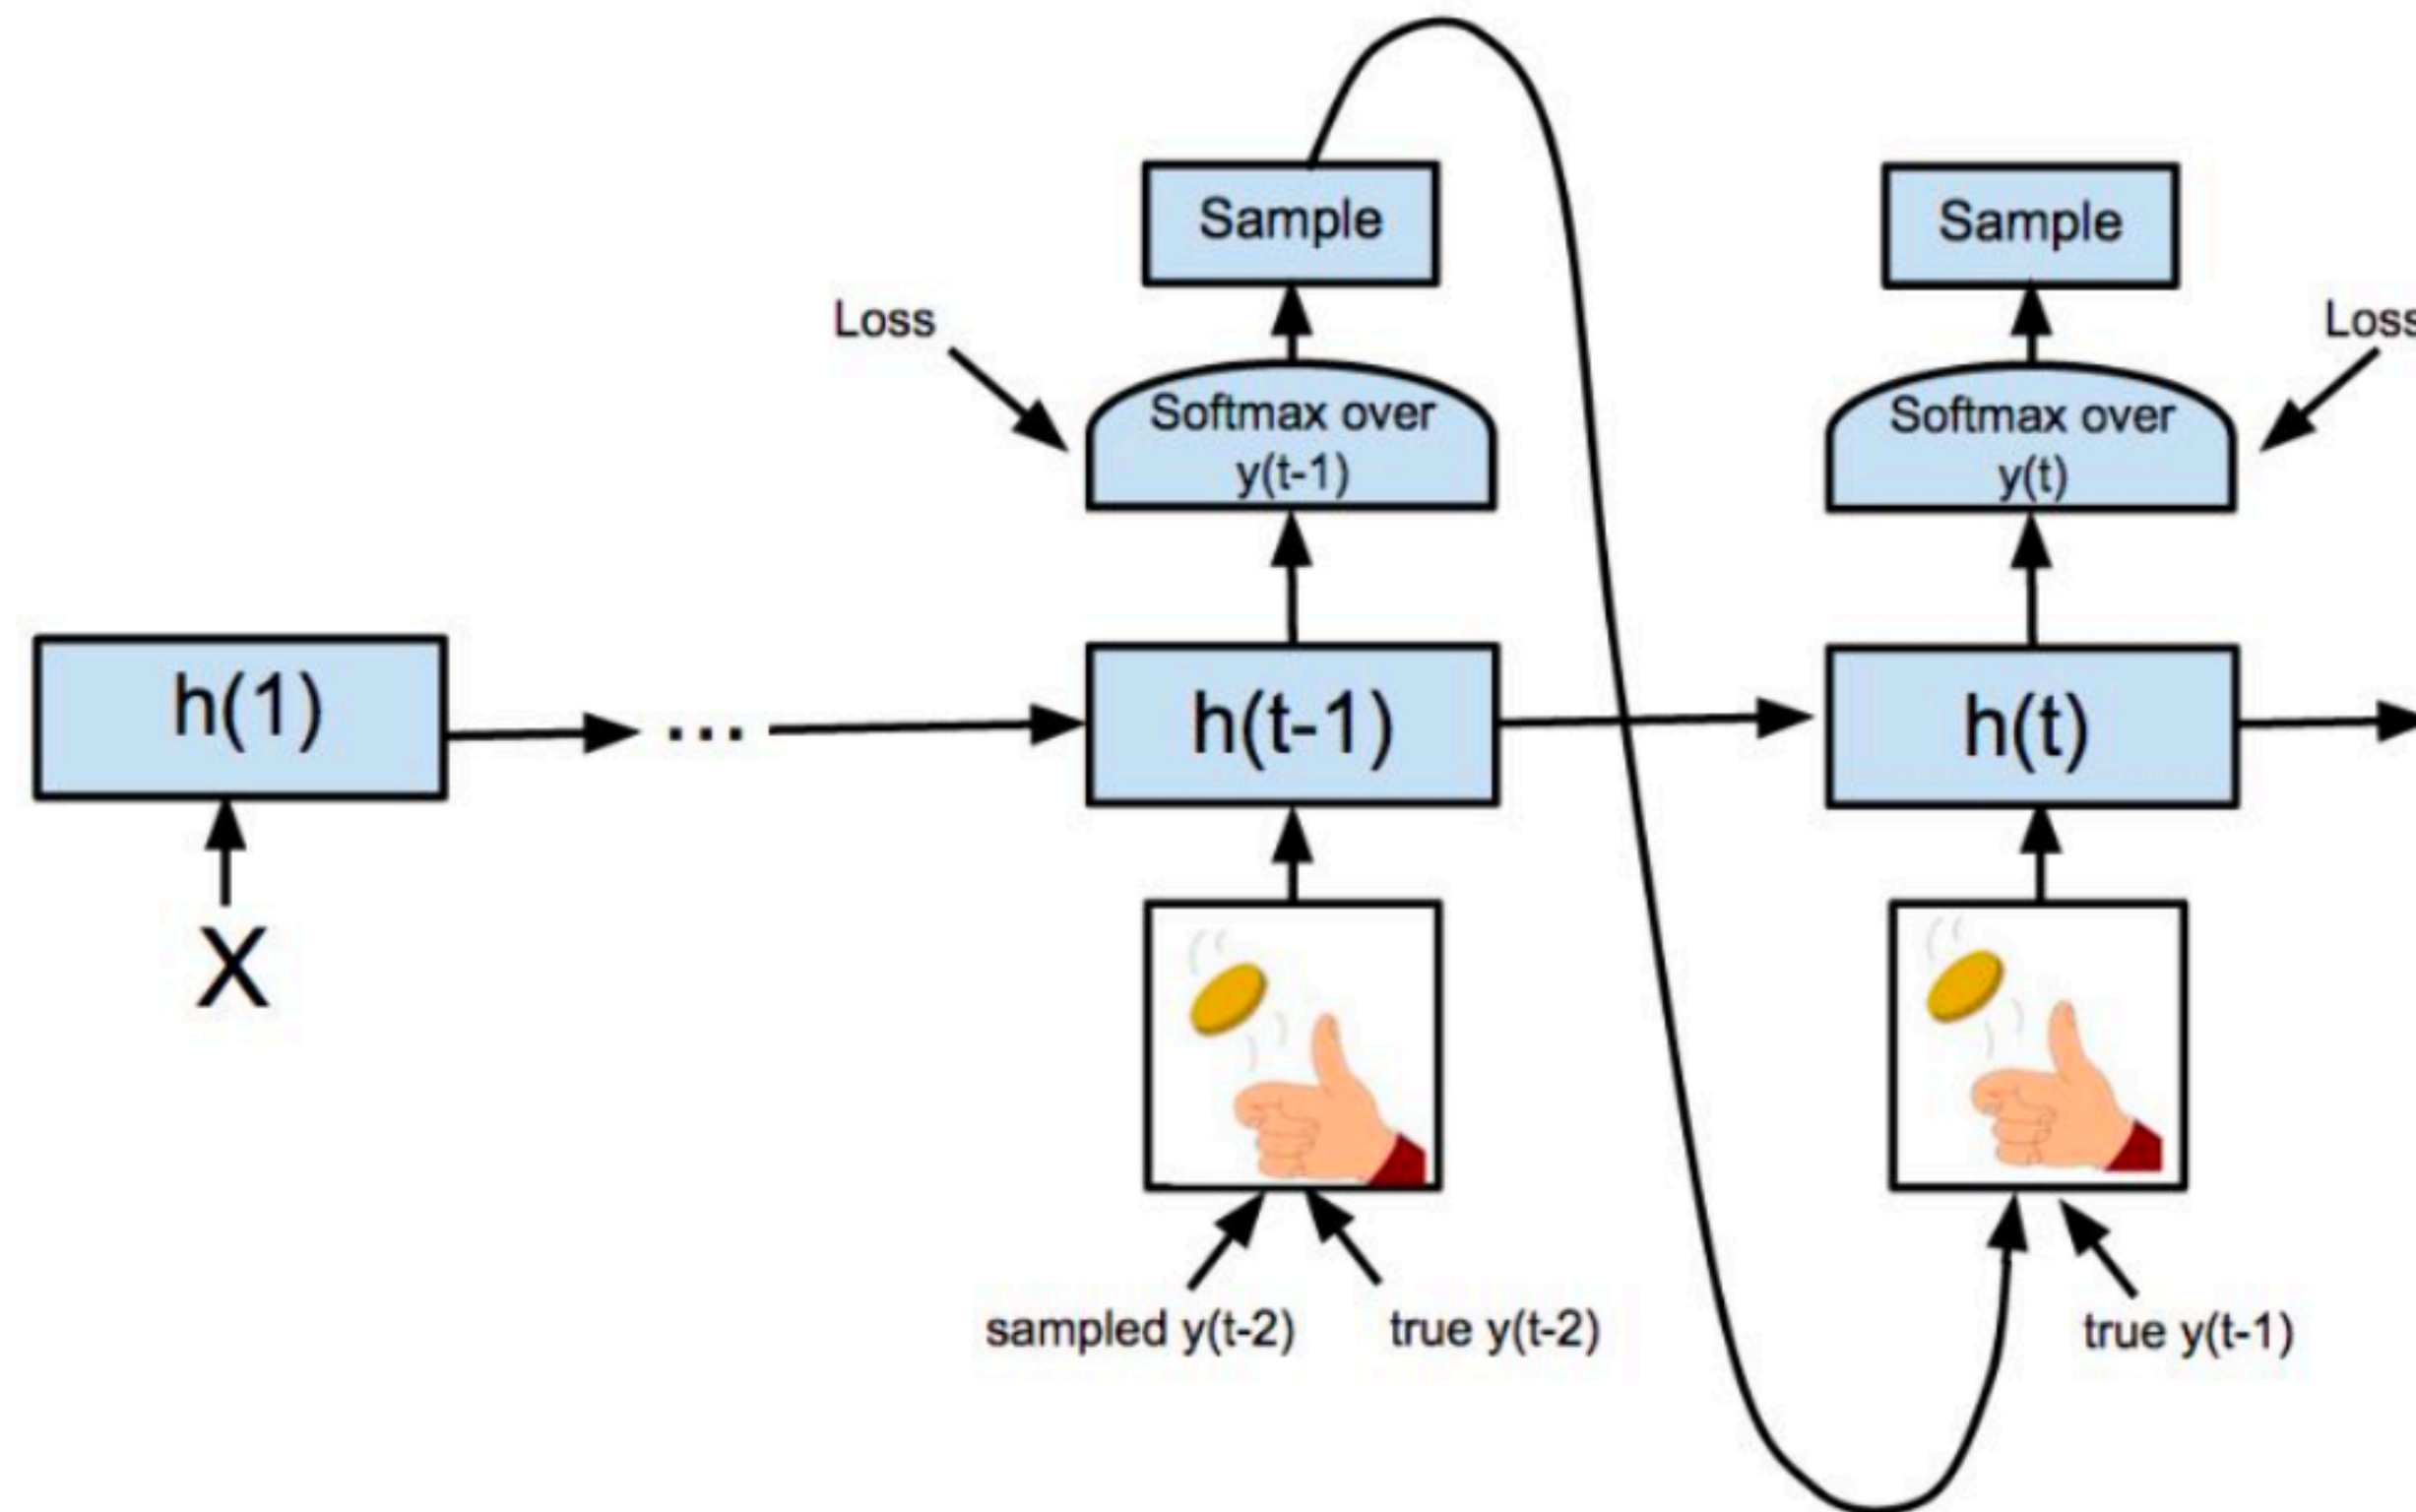 Sample
Sample
Loss
Loss
Softmax over
y(t-1)
Softmax over
y(t)
h(1)
...
h(t-1)
h(t)
X
sampled y(t-2)
true y(t-2)
true y(t-1)